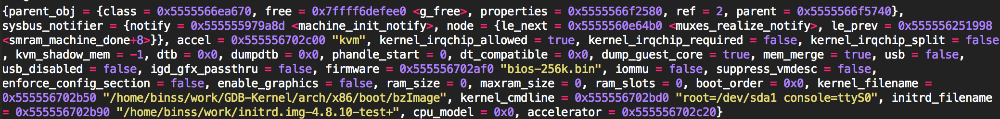 {parent_obj = {class = 0x5555566ea670, free = 0x7ffff6defee0 <g_free>, properties = 0x5555566f2580, ref = 2, parent = 0x5555566f5740},
sysbus_notifier = {notify = 0x555555979a8d <machine_init_notify>, node = {le_next = 0x5555560e64b0 <muxes_realize_notify>, le_prev = 0x555556251998
<smram_machine_done+8>}}, accel = 0x555556702c00 "kvm", kernel_irqchip_allowed = true, kernel_irqchip_required = false, kernel_irqchip_split = false
, kvm_shadow_mem = -1, dtb = 0x0, dumpdtb = 0x0, phandle_start = 0, dt_compatible = 0x0, dump_guest_core = true, mem_merge = true, usb = false,
usb_disabled = false, igd_gfx_passthru = false, firmware = 0x555556702af0 "bios-256k.bin", iommu = false, suppress_vmdesc = false,
enforce_config_section = false, enable_graphics = false, ram_size = 0, maxram_size = 0, ram_slots = 0, boot_order = 0x0, kernel_filename =
0x555556702b50 "/home/binss/work/GDB-Kernel/arch/x86/boot/bzImage", kernel_cmdline = 0x555556702bd0 "root=/dev/sda1 console=ttyS0", initrd_filename
= 0x555556702b90 "/home/binss/work/initrd.img-4.8.10-test+", cpu_model = 0x0, accelerator = 0x555556702c20}